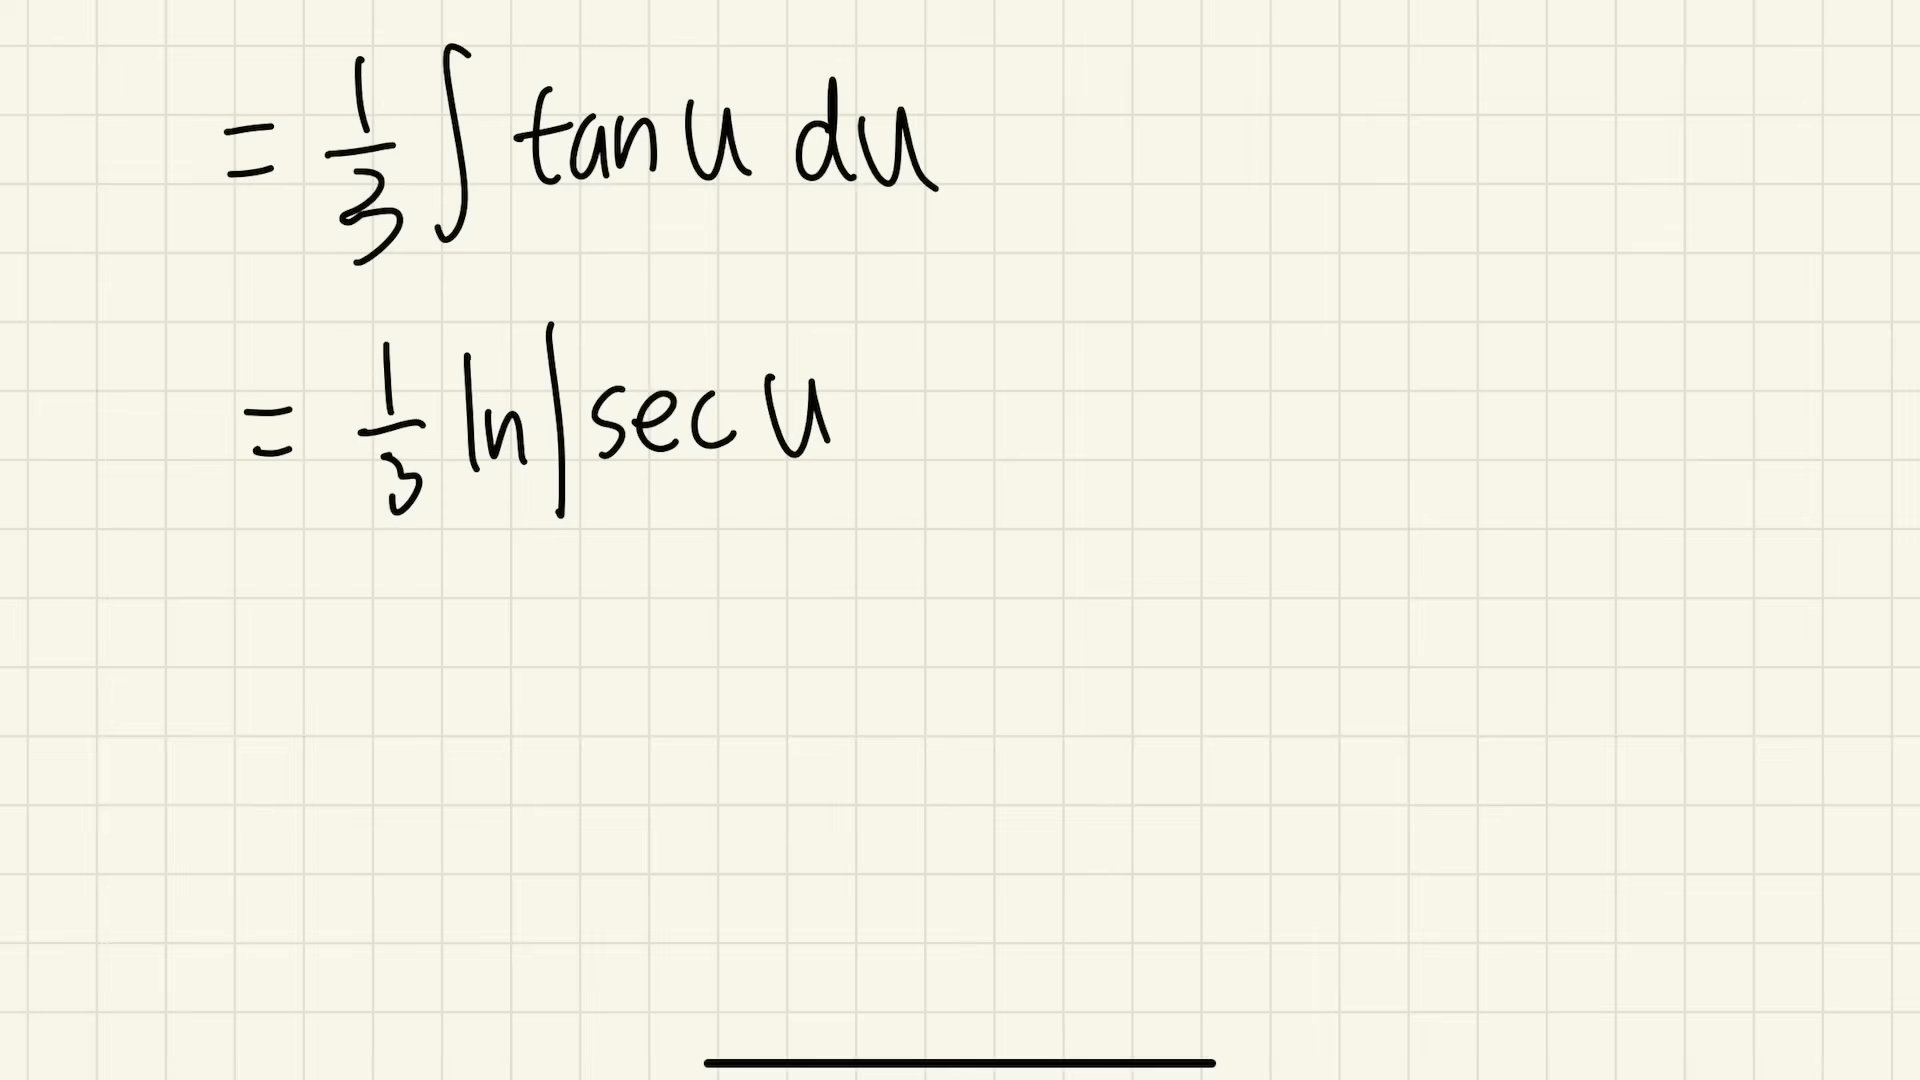 = 1/3 ∫ tan u du
= 1/3 ln|sec u